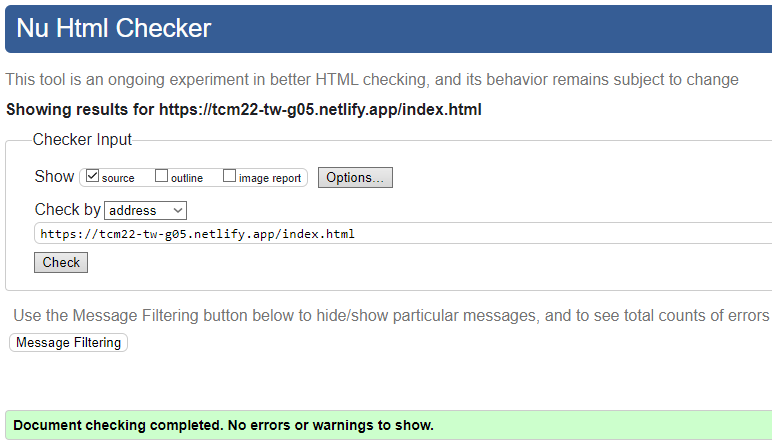 Nu Html Checker
This tool is an ongoing experiment in better HTML checking, and its behavior remains subject to change
Showing results for https://tcm22-tw-g05.netlify.app/index.html
Checker Input
Show source outline image report Options...
Check by address
https://tcm22-tw-g05.netlify.app/index.html
Check
Use the Message Filtering button below to hide/show particular messages, and to see total counts of errors
Message Filtering
Document checking completed. No errors or warnings to show.